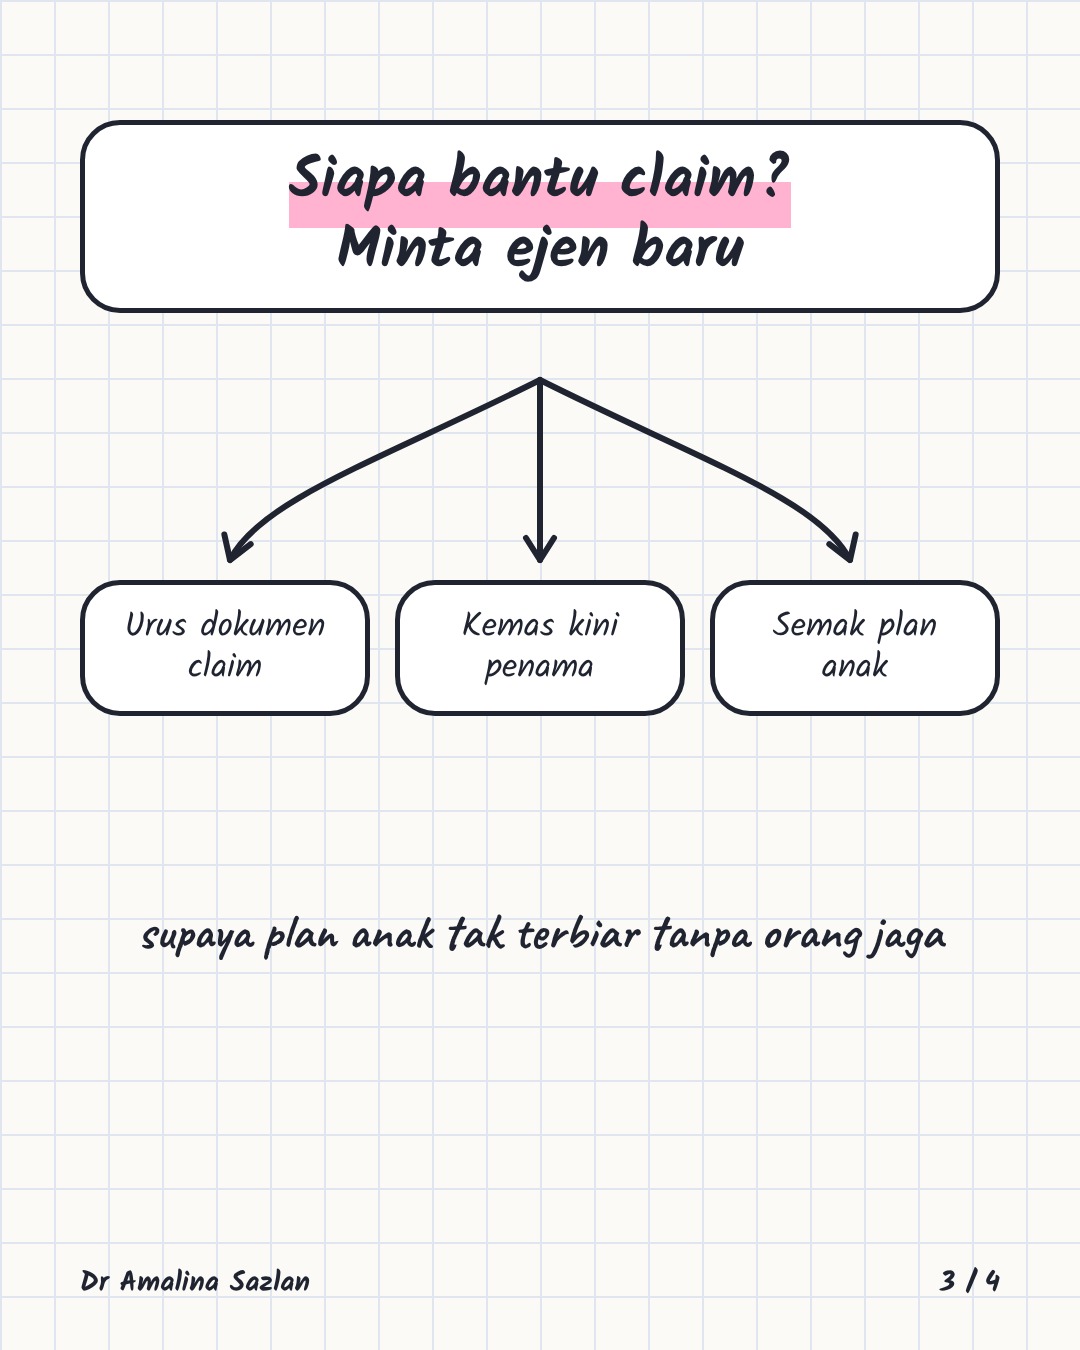 Siapa bantu claim?
Minta ejen baru
Urus dokumen
claim
Kemas kini
penama
Semak plan
anak
supaya plan anak tak terbiar tanpa orang jaga
Dr Amalina Sazlan
3 / 4